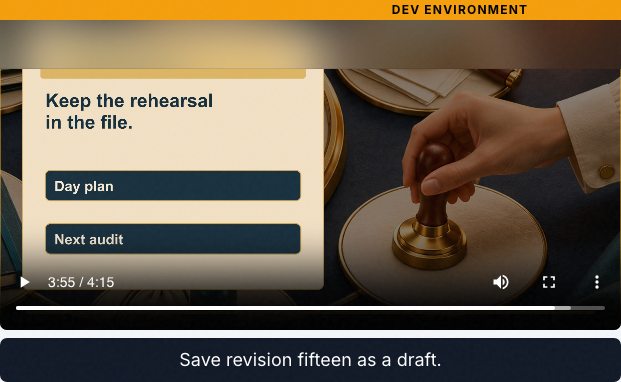 DEV ENVIRONMENT
Keep the rehearsal
in the file.
Day plan
Next audit
3:55 / 4:15
Save revision fifteen as a draft.